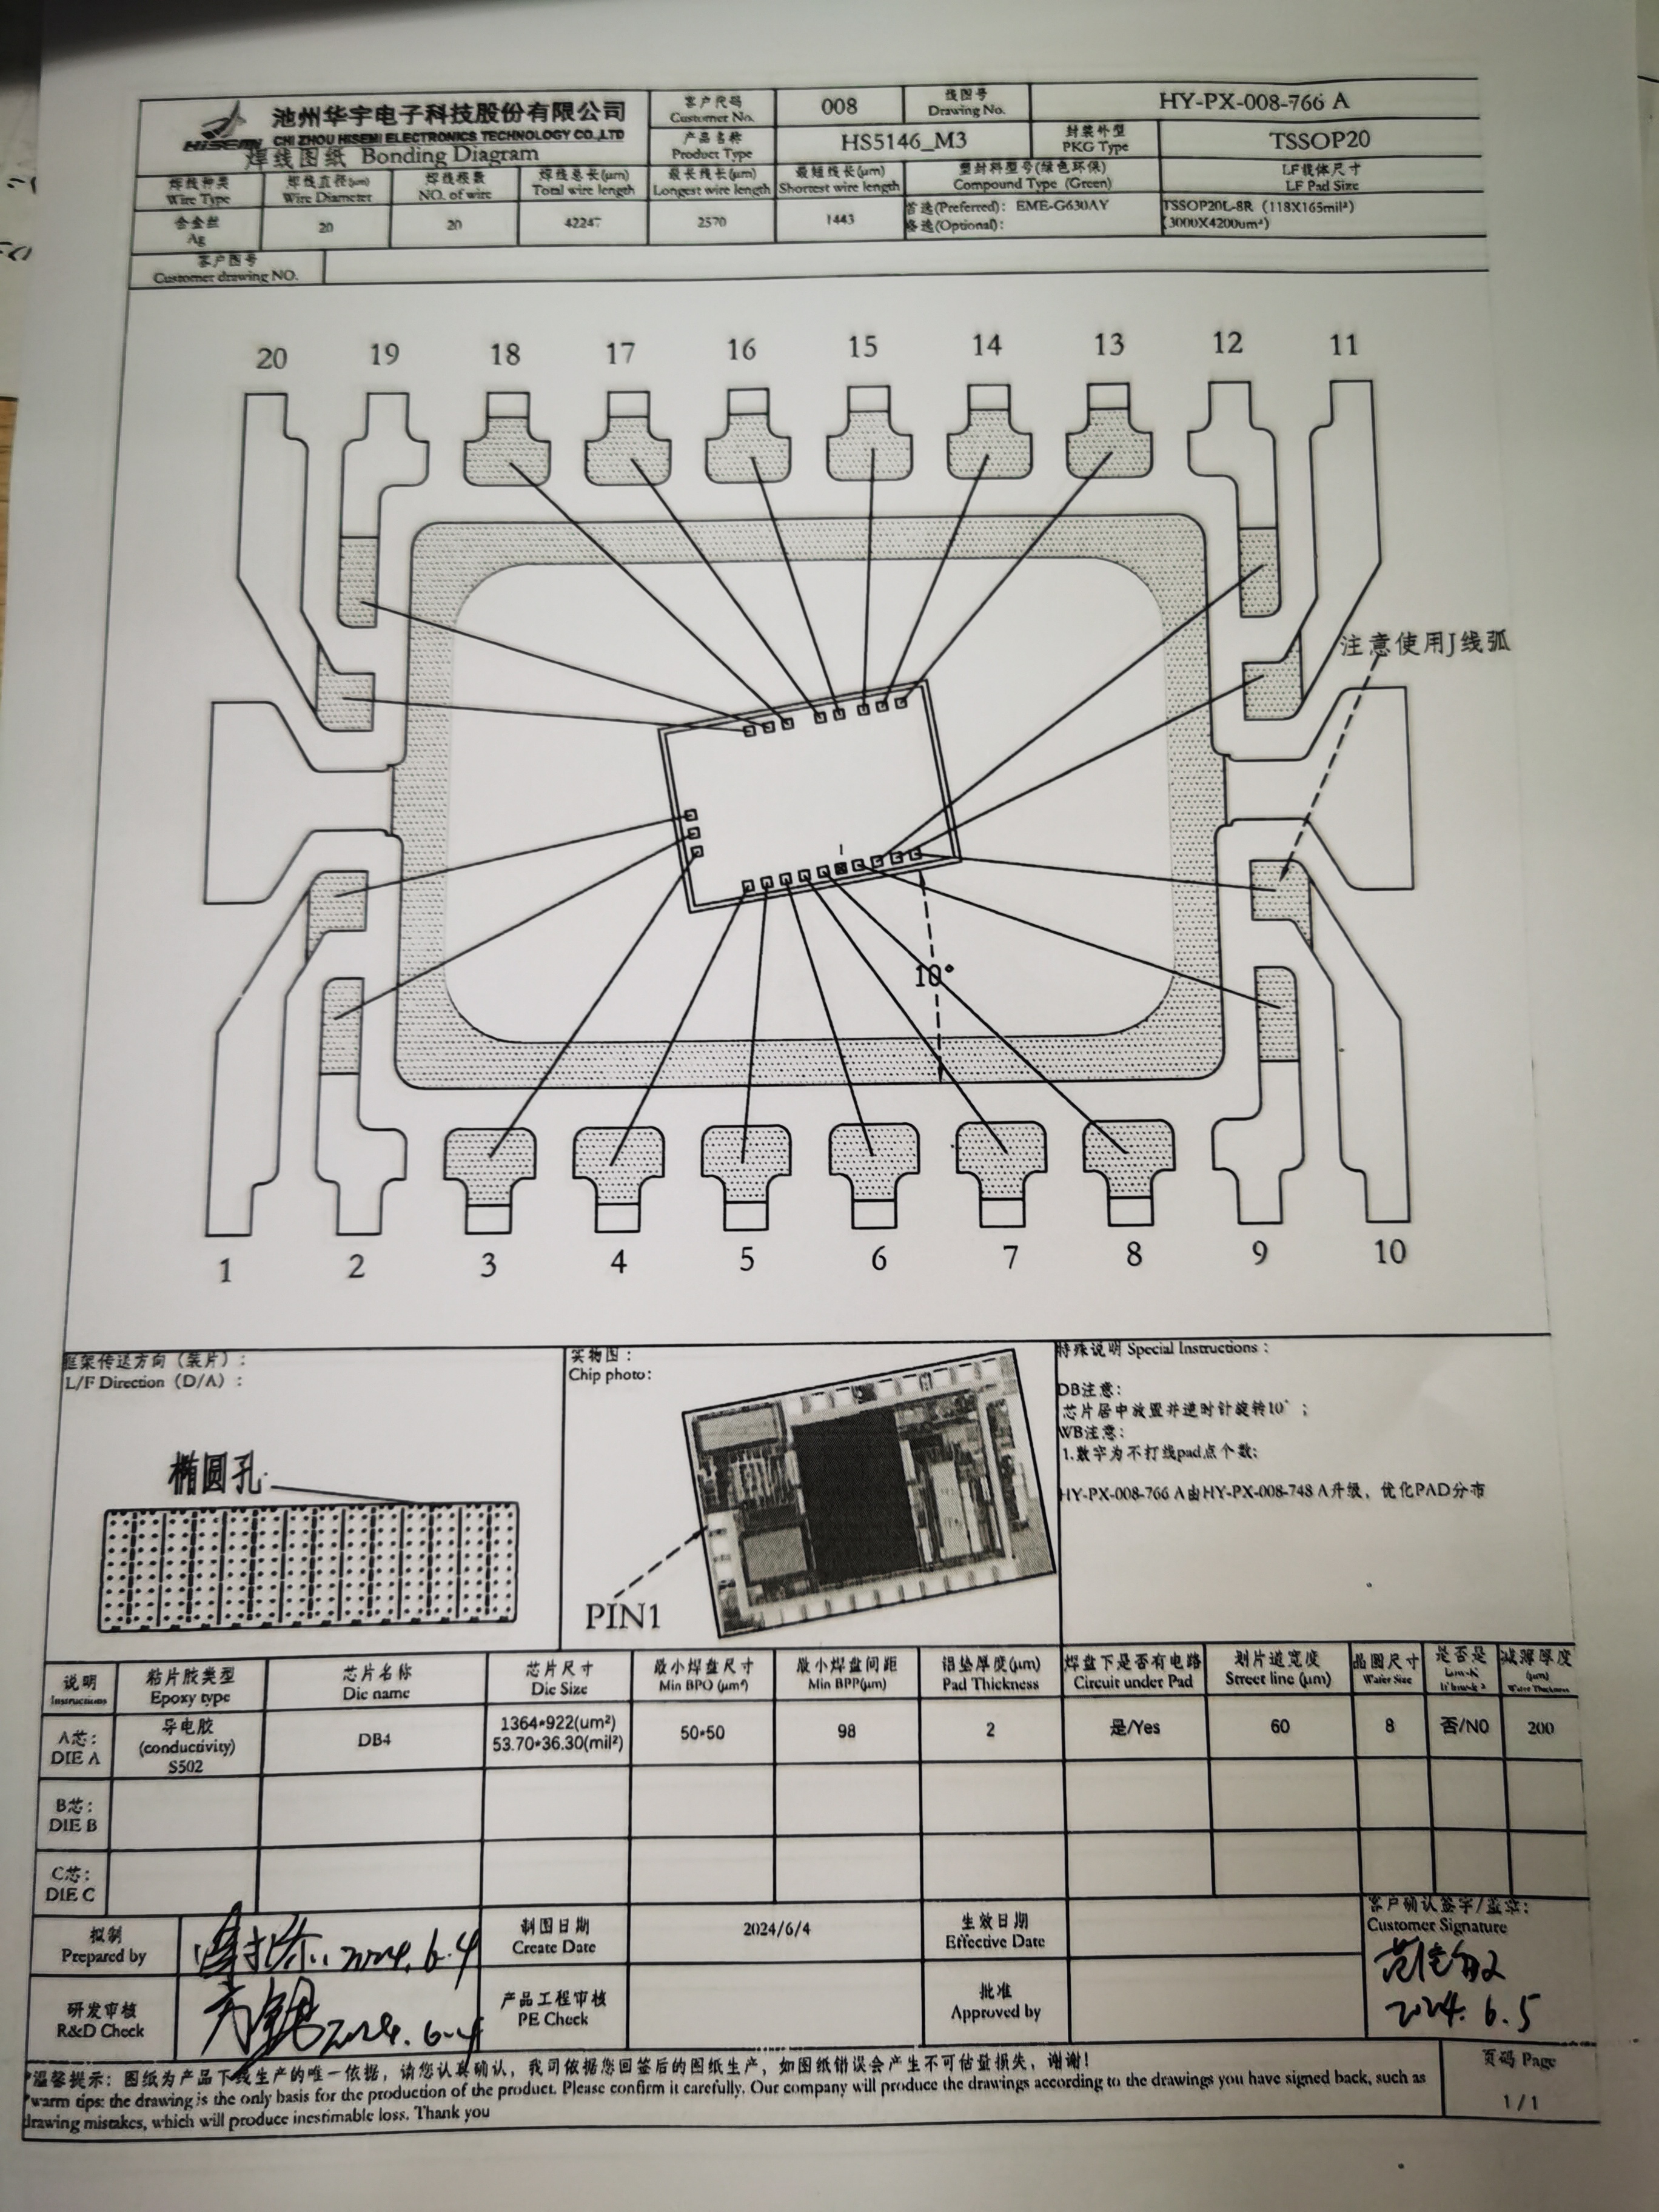 池州华宇电子科技股份有限公司
CHI ZHOU HISEMI ELECTRONICS TECHNOLOGY CO.,LTD
HISEMI
焊线图纸 Bonding Diagram
客户代码
Customer No.
008
线图号
Drawing No.
HY-PX-008-766 A
产品名称
Product Type
HS5146_M3
封装外型
PKG Type
TSSOP20
焊线种类
Wire Type
焊线直径(μm)
Wire Diameter
焊线根数
NO. of wire
焊线总长(μm)
Total wire length
最长线长(μm)
Longest wire length
最短线长(μm)
Shortest wire length
塑封料型号(绿色环保)
Compound Type (Green)
LF载体尺寸
LF Pad Size
合金丝
Ag
20
20
2570
1443
首选(Preferred): EME-G630AY
备选(Optional):
TSSOP20L-8R (118X165mil²)
(3000X4200um²)
客户图号
Customer drawing NO.
20 19 18 17 16 15 14 13 12 11
注意使用J线弧
1
10°
1 2 3 4 5 6 7 8 9 10
框架传送方向(装片):
L/F Direction (D/A):
椭圆孔
实物图:
Chip photo:
PIN1
特殊说明 Special Instructions:
DB注意:
芯片居中放置并逆时针旋转10°;
WB注意:
1.数字为不打线pad点个数;
HY-PX-008-766 A由HY-PX-008-748 A升级, 优化PAD分布
说明
Instructions
粘片胶类型
Epoxy type
芯片名称
Die name
芯片尺寸
Die Size
最小焊盘尺寸
Min BPO (μm²)
最小焊盘间距
Min BPP(μm)
铝垫厚度(μm)
Pad Thickness
焊盘下是否有电路
Circuit under Pad
划片道宽度
Street line (μm)
晶圆尺寸
Wafer Size
是否是
减薄厚度
(μm)
A芯:
DIE A
导电胶
(conductivity)
S502
DB4
1364*922(um²)
53.70*36.30(mil²)
50*50
98
2
是/Yes
60
8
否/NO
200
B芯:
DIE B
C芯:
DIE C
拟制
Prepared by
2024.6.4
制图日期
Create Date
2024/6/4
生效日期
Effective Date
客户确认签字/盖章:
Customer Signature
2024.6.5
研发审核
R&D Check
2024.6.4
产品工程审核
PE Check
批准
Approved by
*温馨提示: 图纸为产品下线生产的唯一依据, 请您认真确认, 我司依据您回签后的图纸生产, 如图纸错误会产生不可估量损失, 谢谢!
*warm tips: the drawing is the only basis for the production of the product. Please confirm it carefully. Our company will produce the drawings according to the drawings you have signed back, such as
drawing mistakes, which will produce inestimable loss. Thank you
页码 Page
1/1